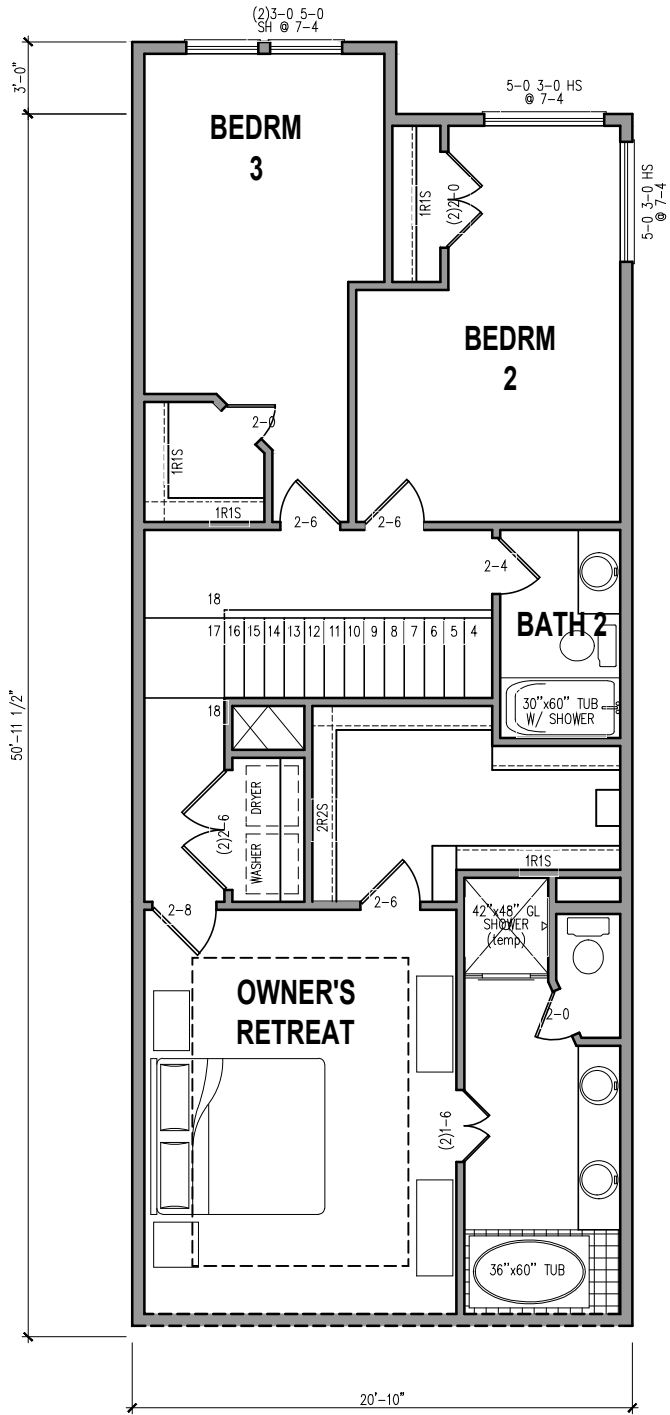 (2)3-0 5-0
SH @ 7-4
3'-0"
5-0 3-0 HS
@ 7-4
BEDRM
3
1R1S
(2)2-0
5-0 3-0 HS
@ 7-4
BEDRM
2
2-0
1R1S
1R1S
2-6
2-6
2-4
18
17 16 15 14 13 12 11 10 9 8 7 6 5 4
BATH 2
30"x60" TUB
W/ SHOWER
18
50'-11 1/2"
DRYER
(2)2-6
WASHER
2R2S
1R1S
2-8
2-6
42"x48" GL
SHOWER
(temp)
OWNER'S
RETREAT
2-0
(2)1-6
36"x60" TUB
20'-10"